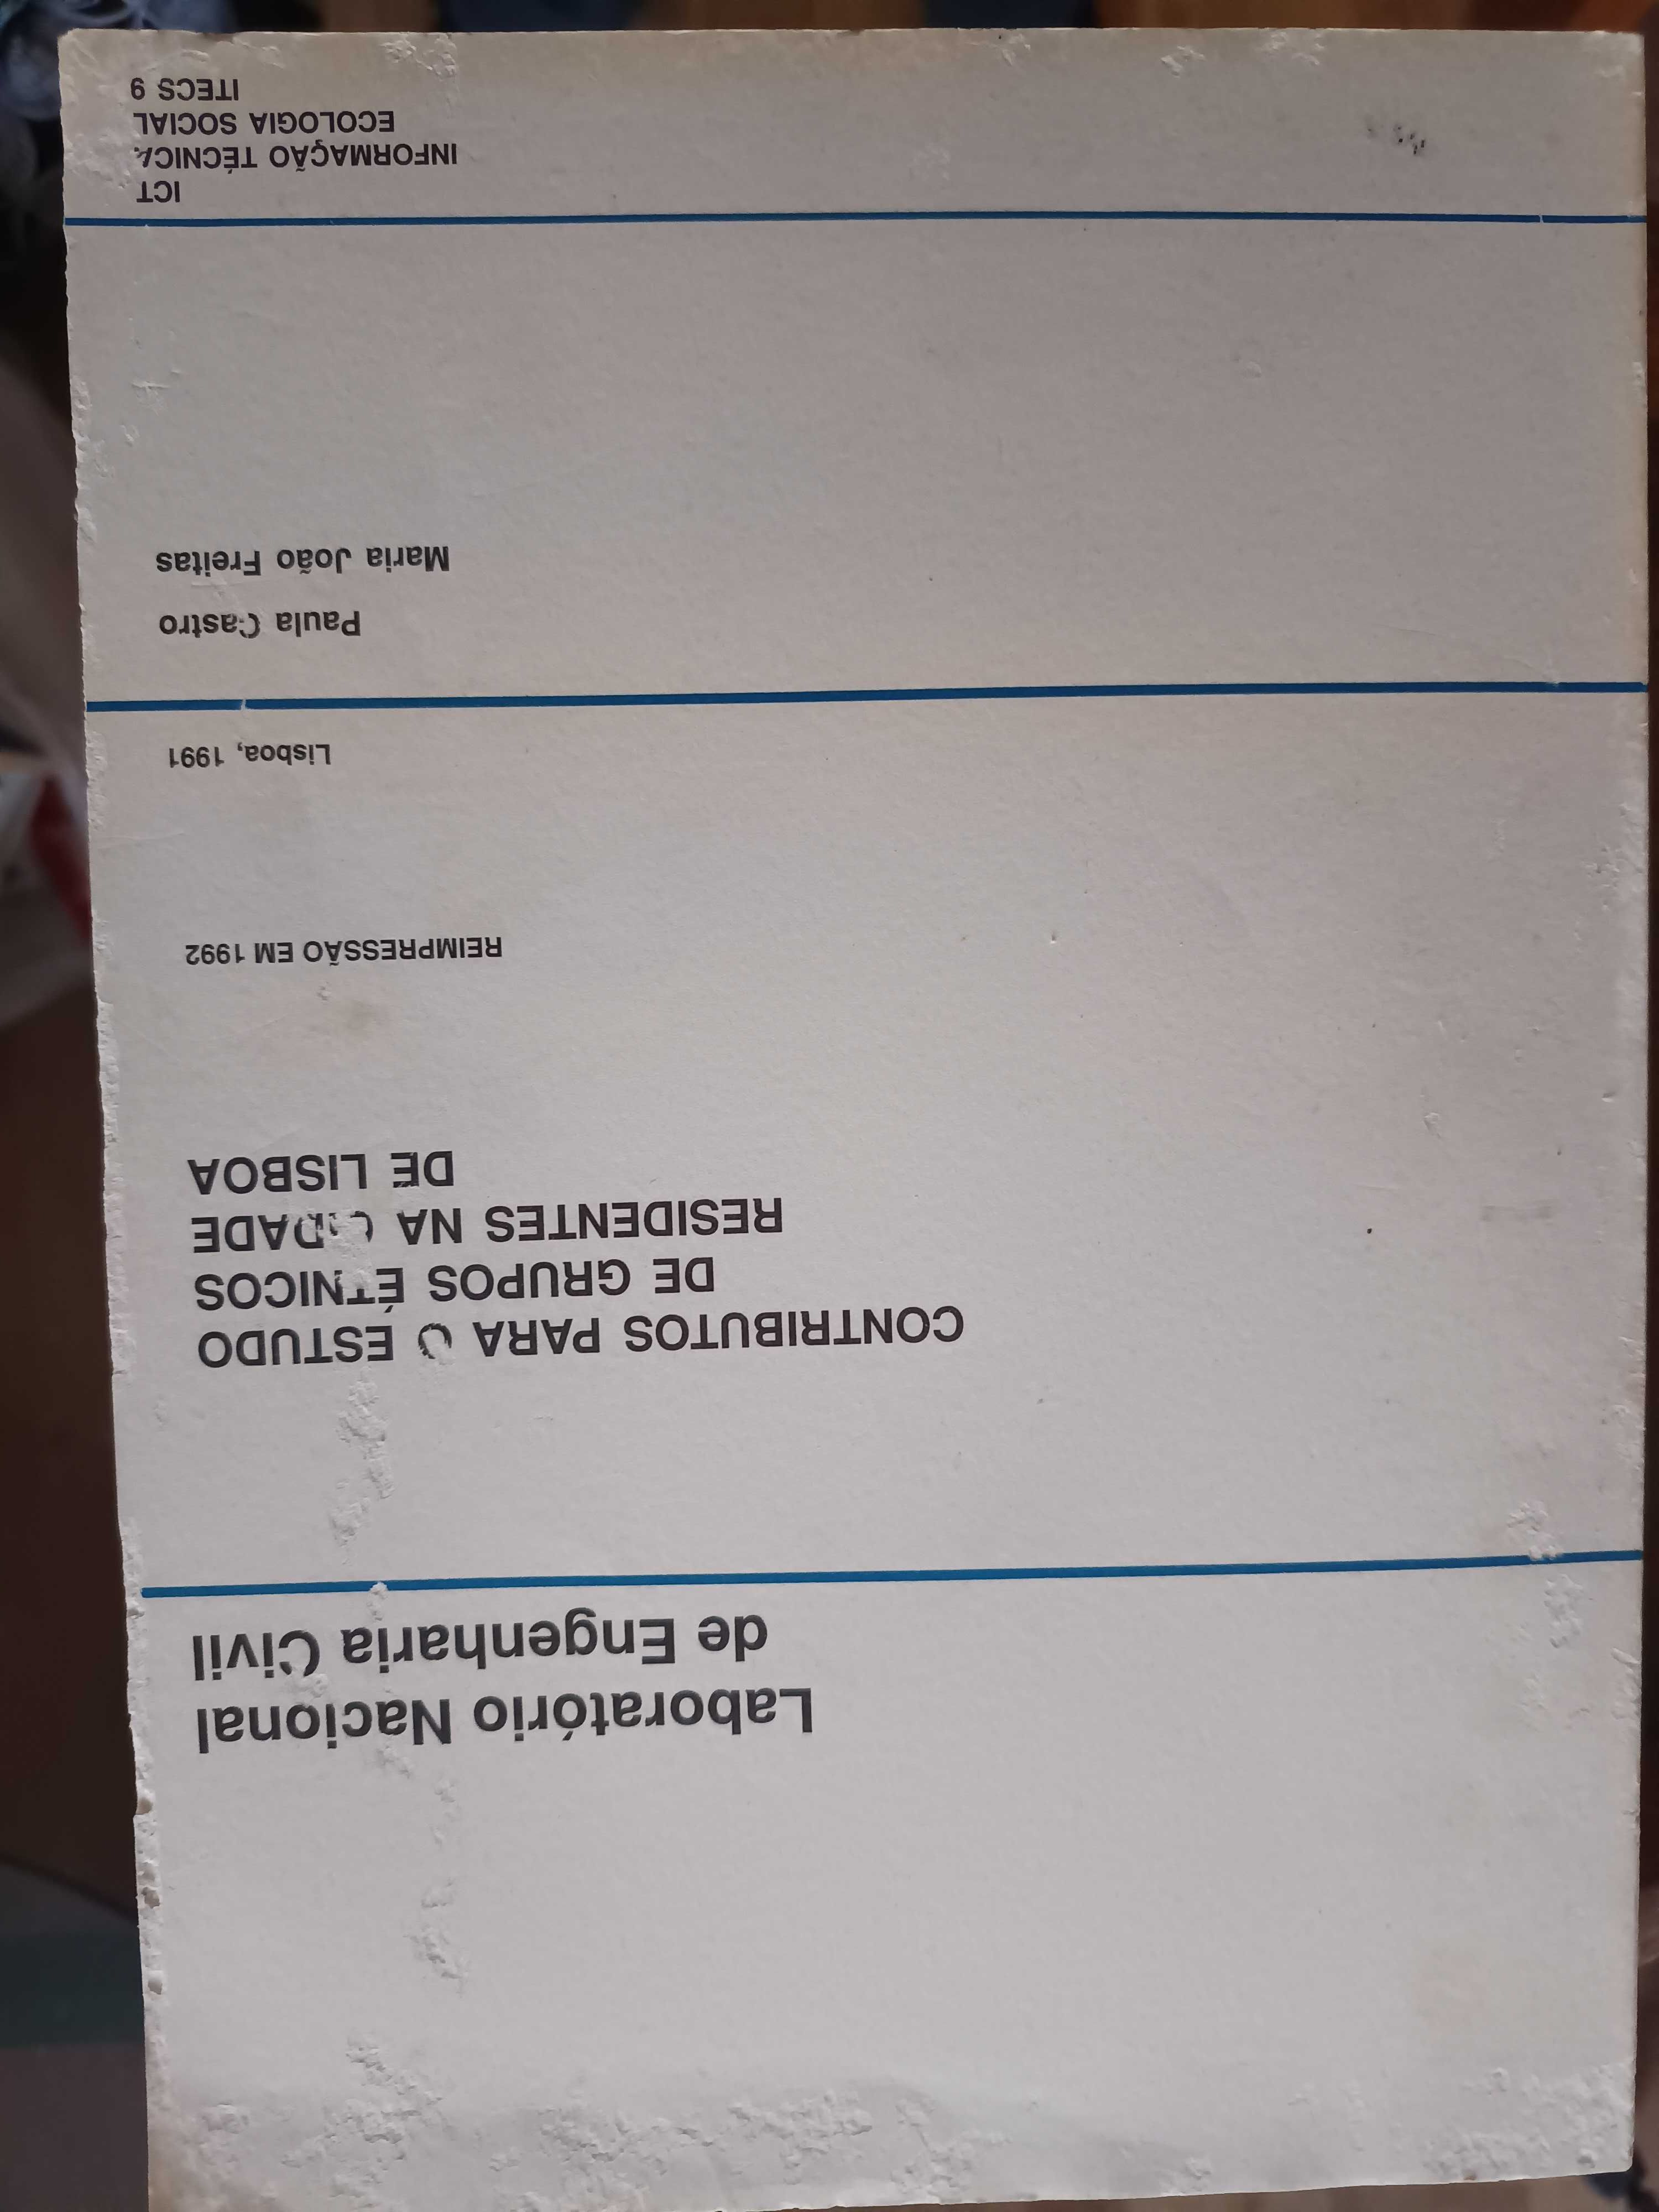 Laboratório Nacional
de Engenharia Civil
CONTRIBUTOS PARA O ESTUDO
DE GRUPOS ÉTNICOS
RESIDENTES NA CIDADE
DE LISBOA
REIMPRESSÃO EM 1992
Lisboa, 1991
Paula Castro
Maria João Freitas
ICT
INFORMAÇÃO TÉCNICA
ECOLOGIA SOCIAL
ITECS 9